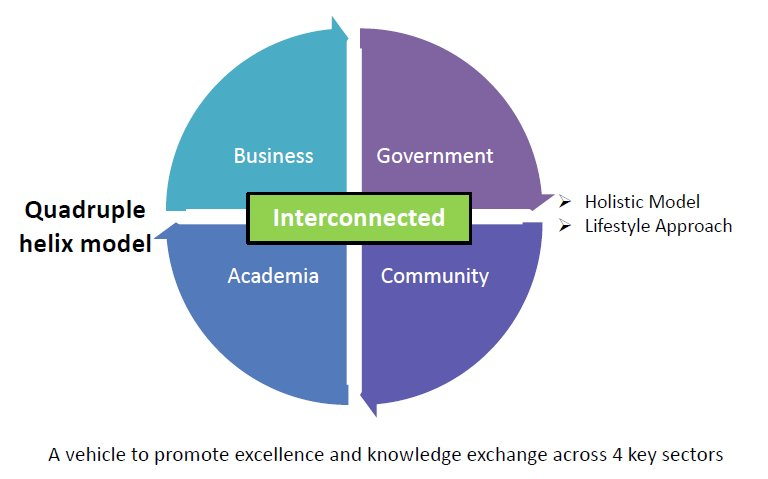 Business
Government
Quadruple
helix model
Interconnected
➢ Holistic Model
➢ Lifestyle Approach
Academia
Community
A vehicle to promote excellence and knowledge exchange across 4 key sectors